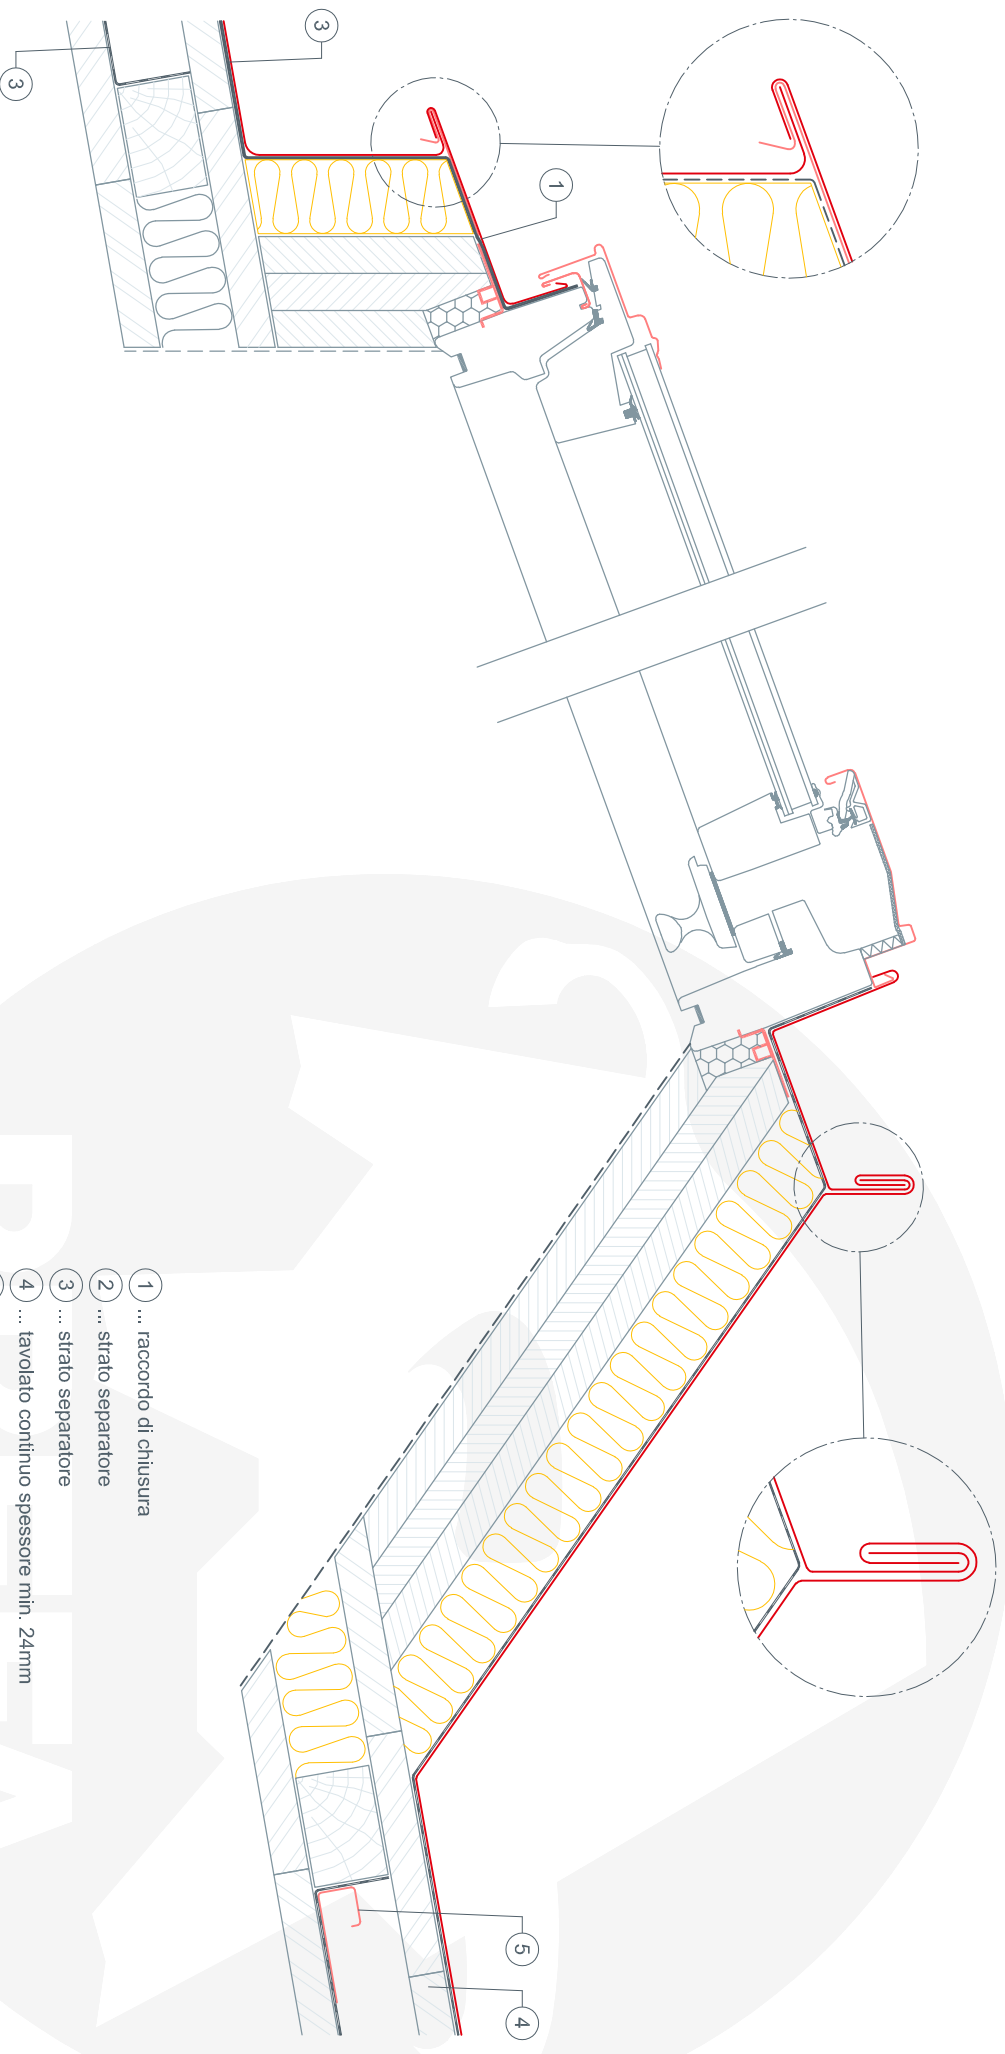 3
3
1
5
4
1 ... raccordo di chiusura
2 ... strato separatore
3 ... strato separatore
4 ... tavolato continuo spessore min. 24mm